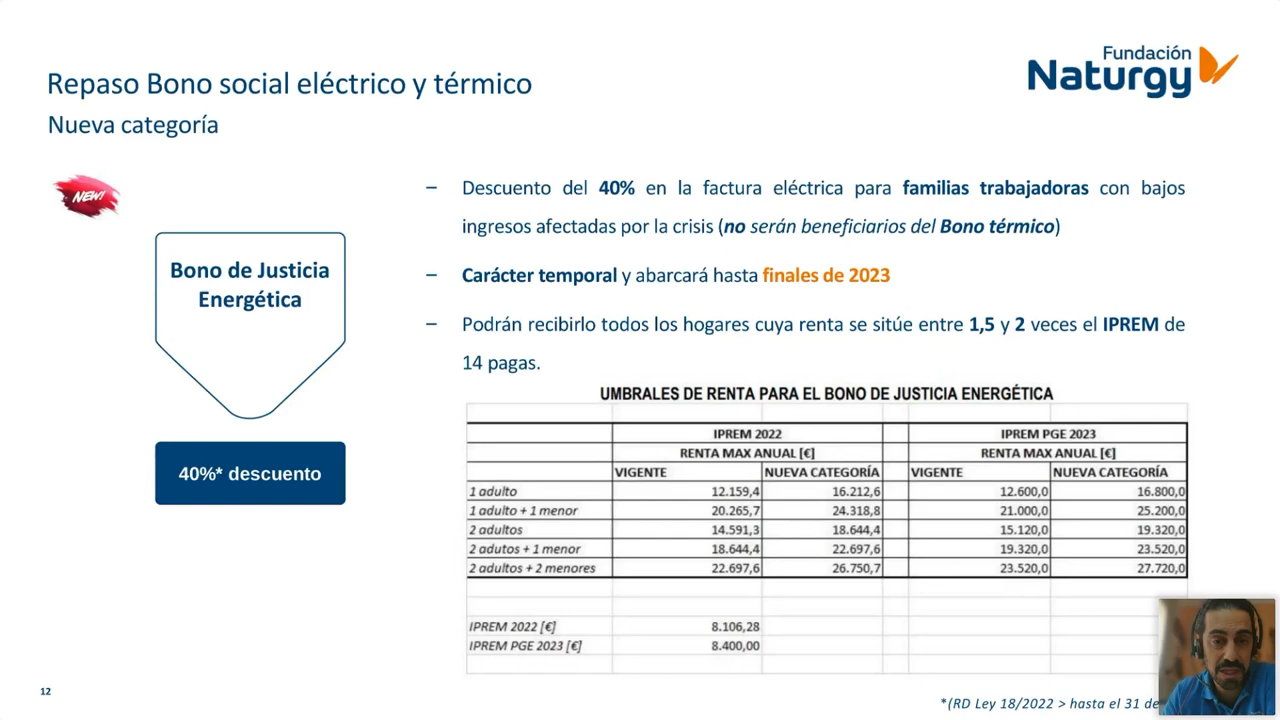 Fundación
Naturgy
Repaso Bono social eléctrico y térmico
Nueva categoría
NEW!
Bono de Justicia
Energética
40%* descuento
– Descuento del 40% en la factura eléctrica para familias trabajadoras con bajos
ingresos afectadas por la crisis (no serán beneficiarios del Bono térmico)
– Carácter temporal y abarcará hasta finales de 2023
– Podrán recibirlo todos los hogares cuya renta se sitúe entre 1,5 y 2 veces el IPREM de
14 pagas.
UMBRALES DE RENTA PARA EL BONO DE JUSTICIA ENERGÉTICA
IPREM 2022 IPREM PGE 2023
RENTA MAX ANUAL [€] RENTA MAX ANUAL [€]
VIGENTE NUEVA CATEGORÍA VIGENTE NUEVA CATEGORÍA
1 adulto 12.159,4 16.212,6 12.600,0 16.800,0
1 adulto + 1 menor 20.265,7 24.318,8 21.000,0 25.200,0
2 adultos 14.591,3 18.644,4 15.120,0 19.320,0
2 adutos + 1 menor 18.644,4 22.697,6 19.320,0 23.520,0
2 adultos + 2 menores 22.697,6 26.750,7 23.520,0 27.720,0
IPREM 2022 [€] 8.106,28
IPREM PGE 2023 [€] 8.400,00
12
*(RD Ley 18/2022 > hasta el 31 de